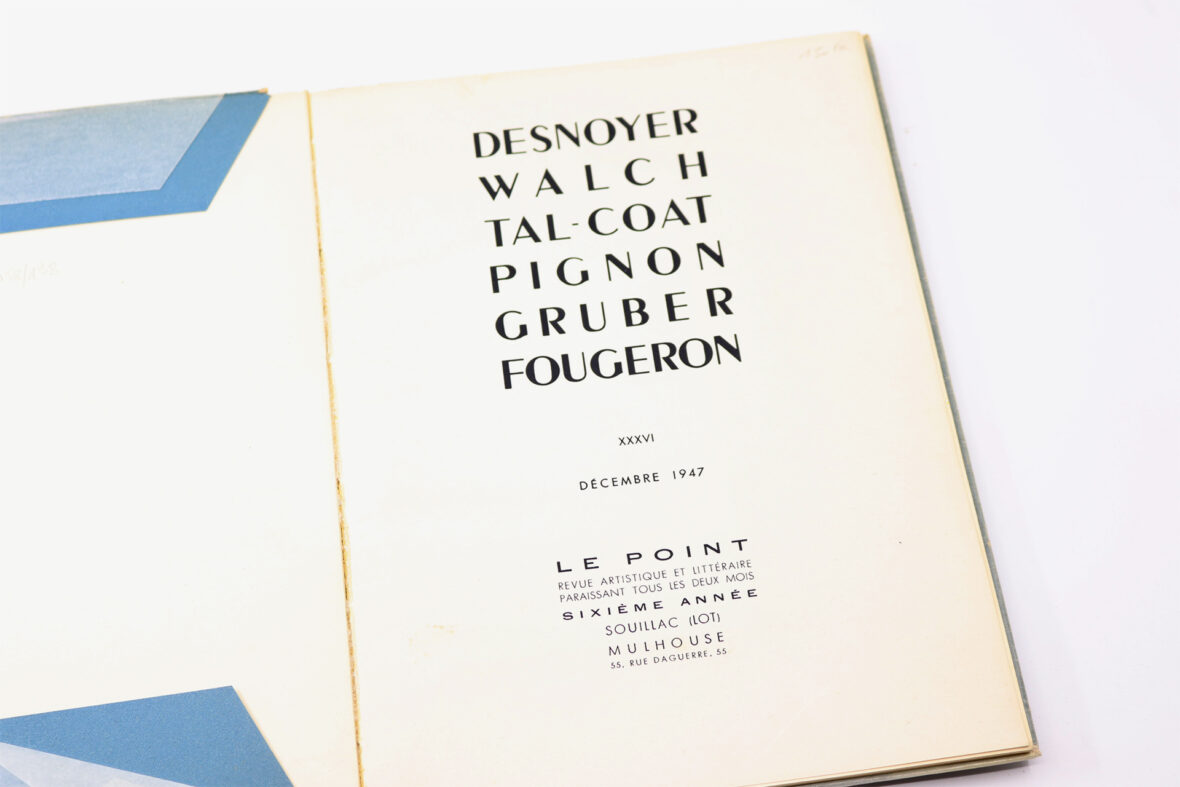 DESNOYER
WALCH
TAL-COAT
PIGNON
GRUBER
FOUGERON
XXXVI
DÉCEMBRE 1947
LE POINT
REVUE ARTISTIQUE ET LITTÉRAIRE
PARAISSANT TOUS LES DEUX MOIS
SIXIÈME ANNÉE
SOUILLAC (LOT)
MULHOUSE
55, RUE DAGUERRE, 55